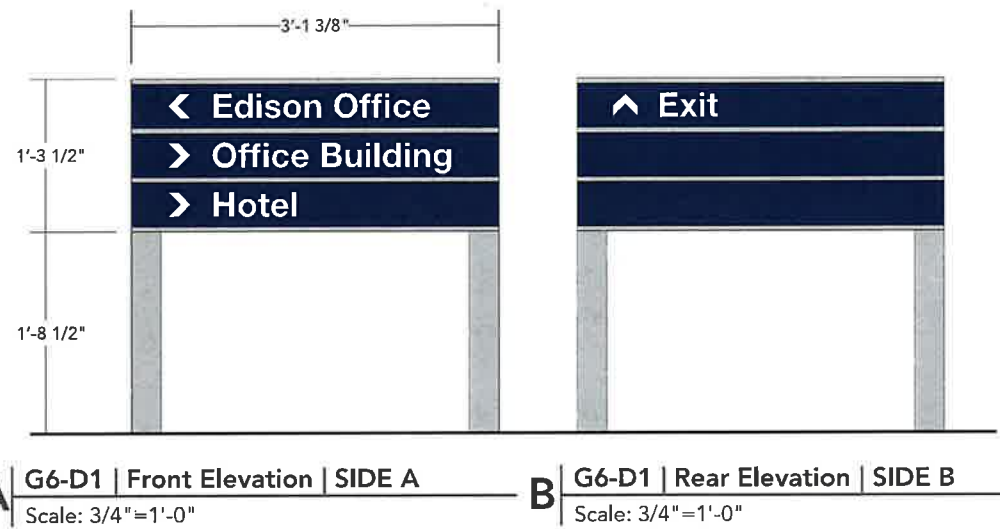 3'-1 3/8"
Edison Office
Office Building
Hotel
1'-3 1/2"
1'-8 1/2"
Exit
A G6-D1 | Front Elevation | SIDE A
Scale: 3/4"=1'-0"
B G6-D1 | Rear Elevation | SIDE B
Scale: 3/4"=1'-0"